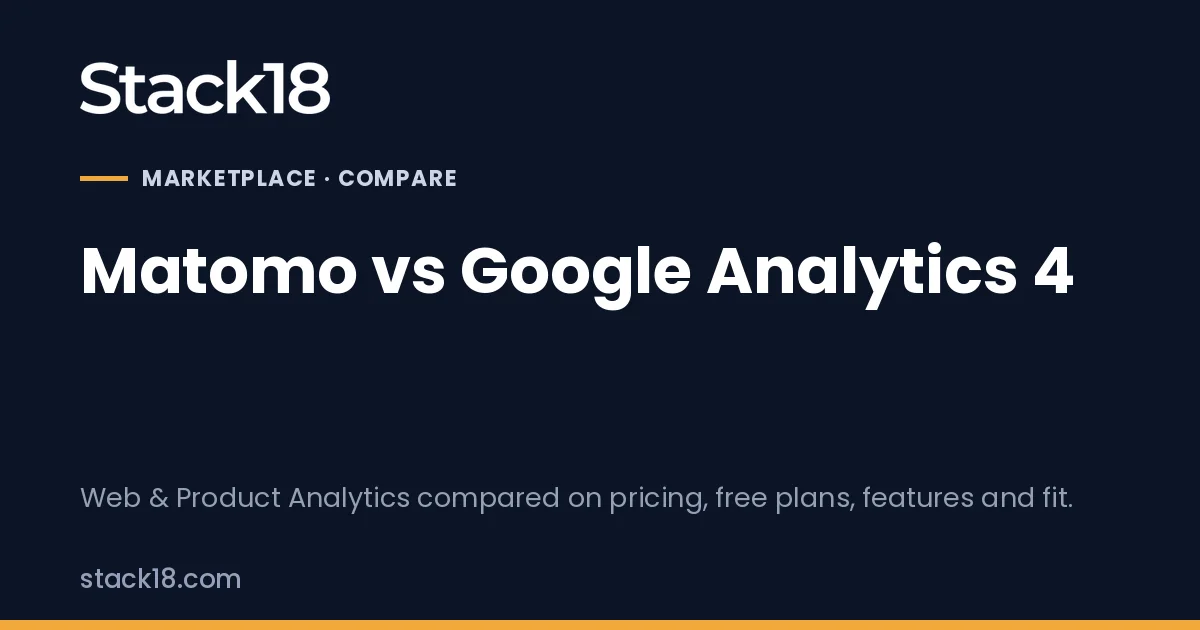 Stack18
MARKETPLACE · COMPARE
Matomo vs Google Analytics 4
Web & Product Analytics compared on pricing, free plans, features and fit.
stack18.com